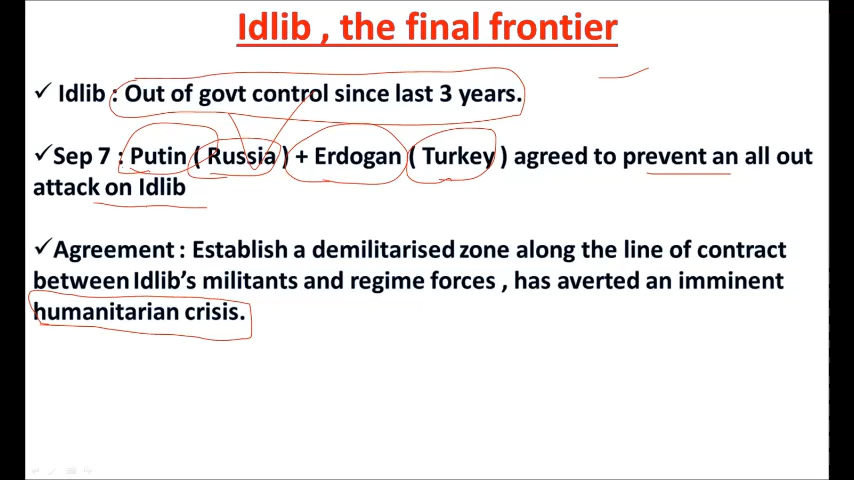 Idlib , the final frontier
✓ Idlib : Out of govt control since last 3 years.
✓Sep 7 : Putin ( Russia ) + Erdogan ( Turkey ) agreed to prevent an all out
attack on Idlib
✓Agreement : Establish a demilitarised zone along the line of contract
between Idlib's militants and regime forces , has averted an imminent
humanitarian crisis.